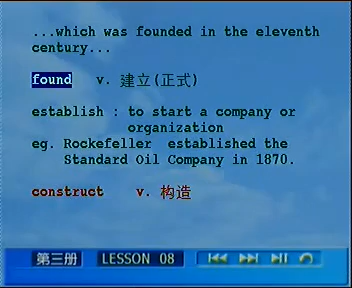 ...which was founded in the eleventh
century...
found v. 建立(正式)
establish : to start a company or
organization
eg. Rockefeller established the
Standard Oil Company in 1870.
construct v. 构造
第三册 LESSON 08